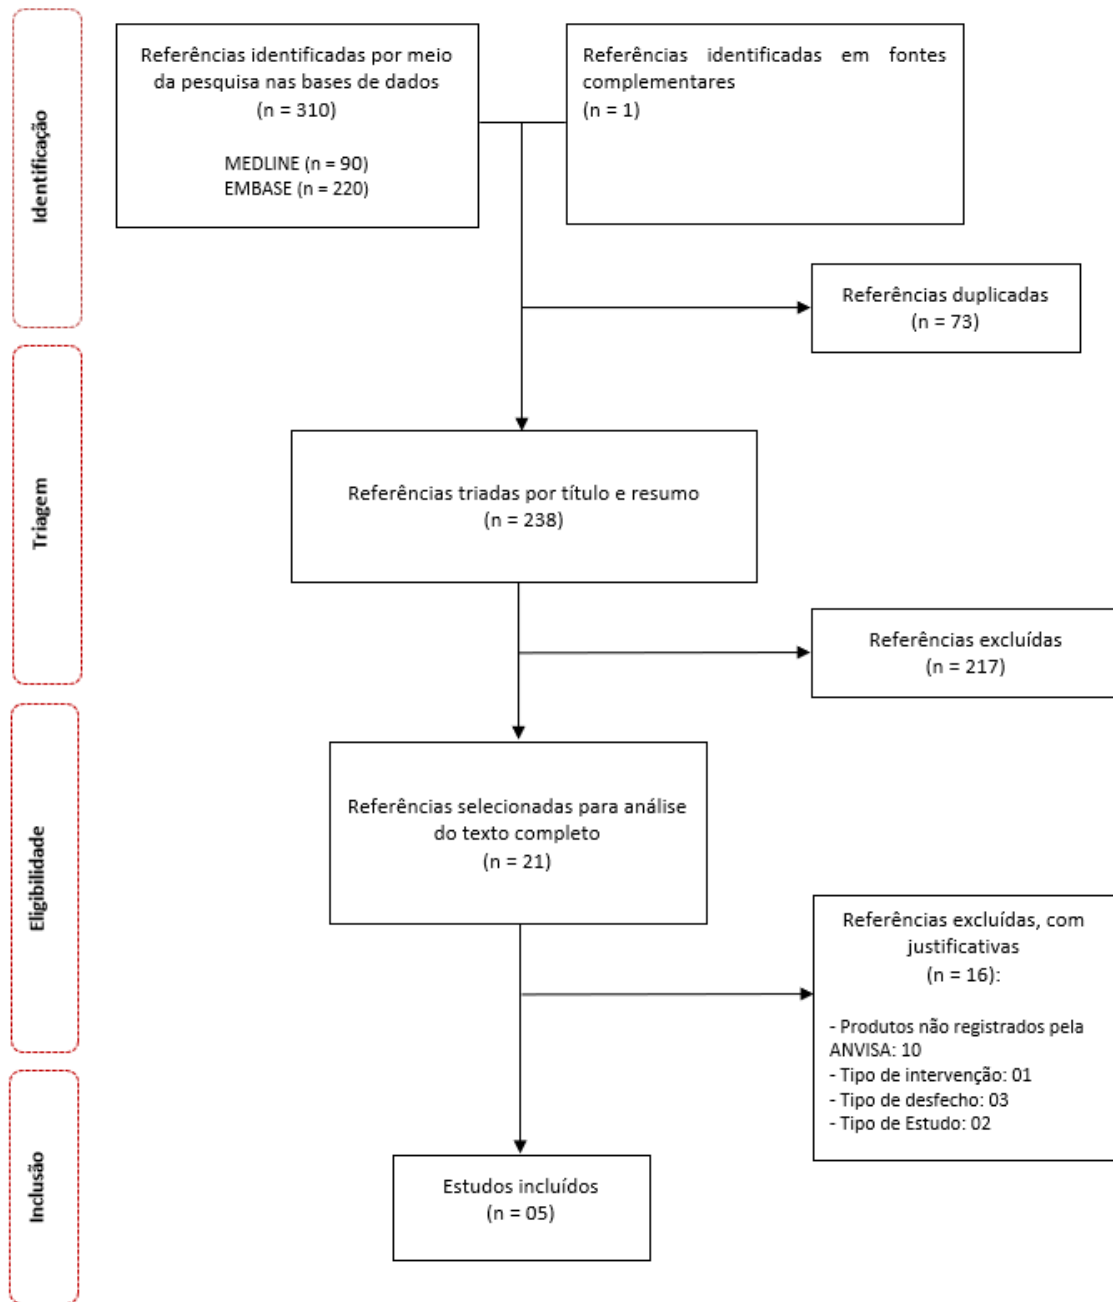 Identificação
Referências identificadas por meio
da pesquisa nas bases de dados
(n = 310)
MEDLINE (n = 90)
EMBASE (n = 220)
Referências identificadas em fontes
complementares
(n = 1)
Referências duplicadas
(n = 73)
Triagem
Referências triadas por título e resumo
(n = 238)
Referências excluídas
(n = 217)
Eligibilidade
Referências selecionadas para análise
do texto completo
(n = 21)
Referências excluídas, com
justificativas
(n = 16):
- Produtos não registrados pela
ANVISA: 10
- Tipo de intervenção: 01
- Tipo de desfecho: 03
- Tipo de Estudo: 02
Inclusão
Estudos incluídos
(n = 05)